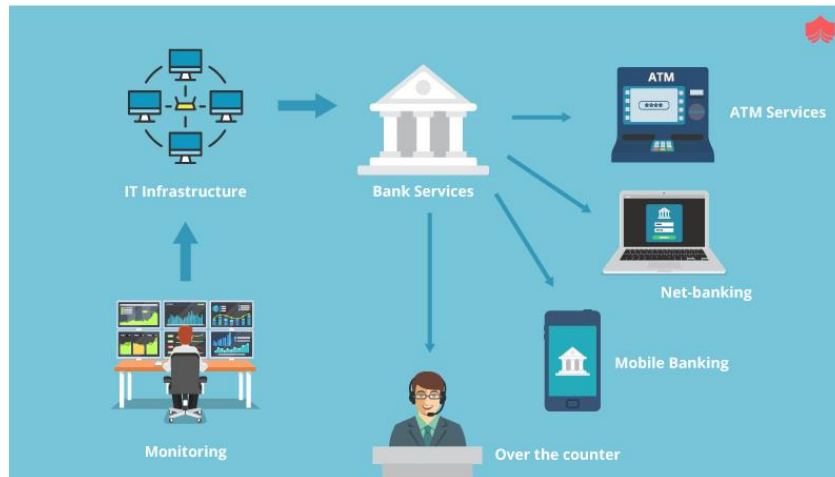 ATM
****
ATM Services
IT Infrastructure
Bank Services
Net-banking
Mobile Banking
Monitoring
Over the counter